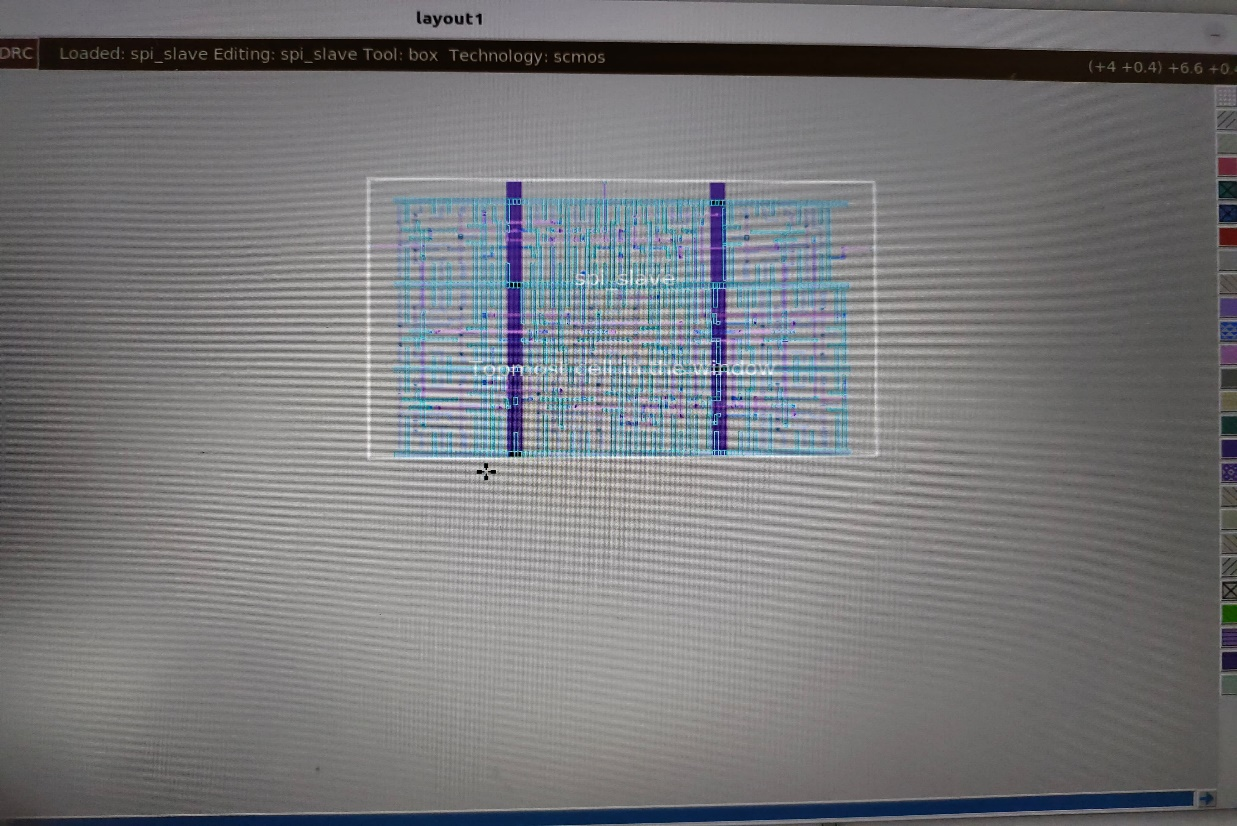 layout1
DRC Loaded: spi_slave Editing: spi_slave Tool: box Technology: scmos
(+4 +0.4) +6.6 +0.
spi_slave
Topmost cell in the window